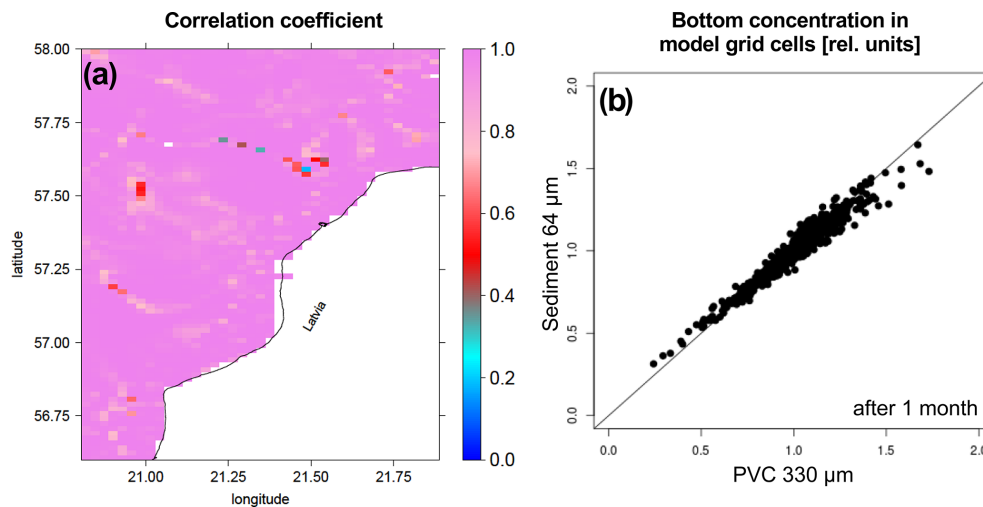 Correlation coefficient
(a)
58.00
57.75
57.50
57.25
57.00
56.75
latitude
21.00
21.25
21.50
21.75
longitude
Latvia
1.0
0.8
0.6
0.4
0.2
0.0
Bottom concentration in
model grid cells [rel. units]
(b)
2.0
1.5
1.0
0.5
0.0
Sediment 64 µm
after 1 month
0.0
0.5
1.0
1.5
2.0
PVC 330 µm